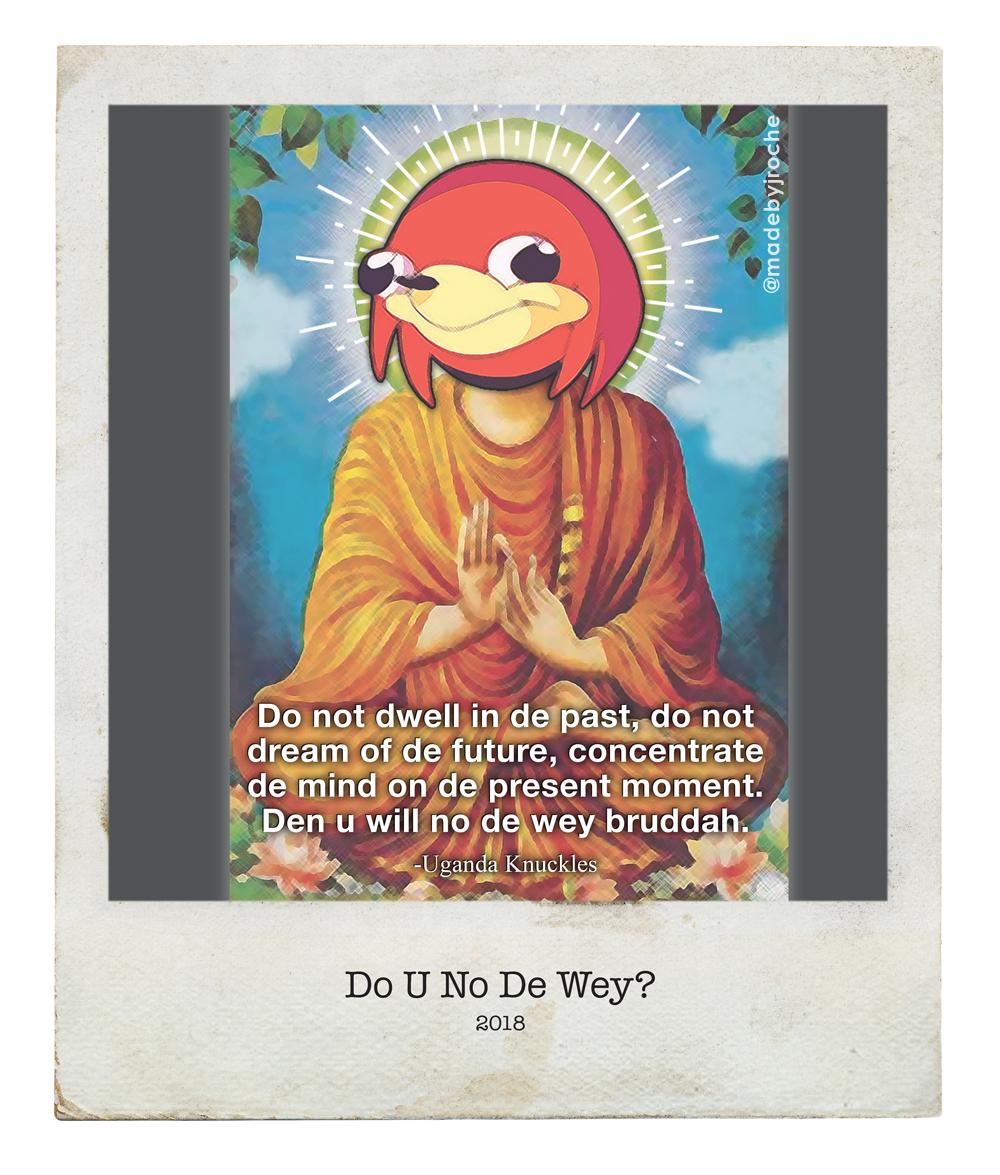 @madebyjroche
Do not dwell in de past, do not
dream of de future, concentrate
de mind on de present moment.
Den u will no de wey bruddah.
-Uganda Knuckles
Do U No De Wey?
2018